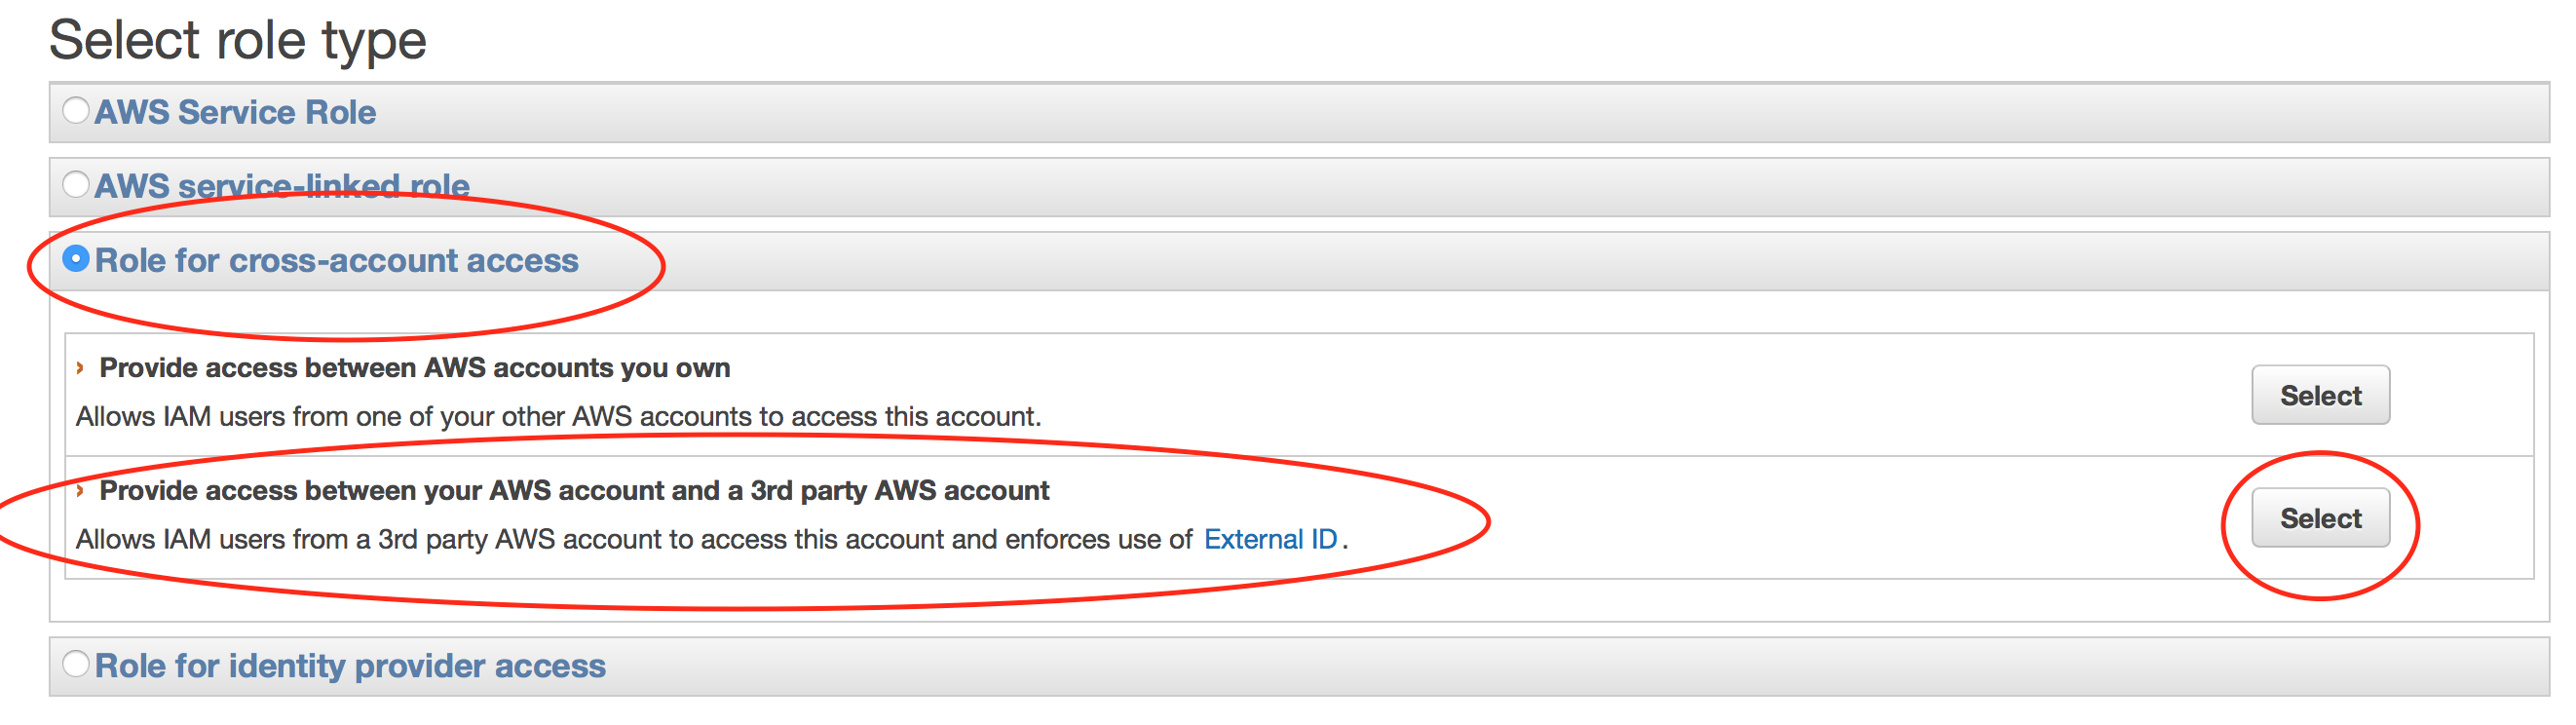 Select role type
AWS Service Role
AWS service-linked role
Role for cross-account access
Provide access between AWS accounts you own
Allows IAM users from one of your other AWS accounts to access this account.
Select
Provide access between your AWS account and a 3rd party AWS account
Allows IAM users from a 3rd party AWS account to access this account and enforces use of External ID.
Select
Role for identity provider access